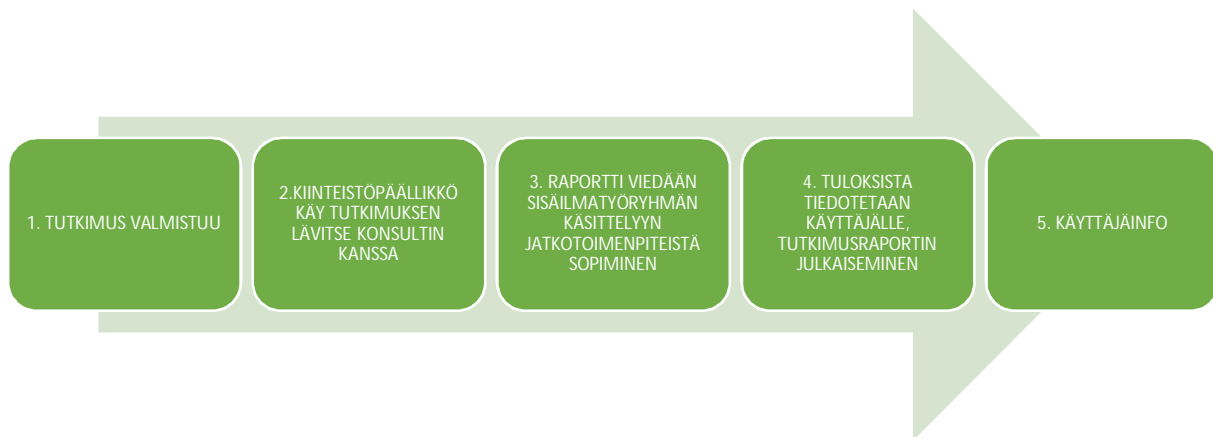 1. TUTKIMUS VALMISTUU
2.KIINTEISTÖPÄÄLLIKKÖ
KÄY TUTKIMUKSEN
LÄVITSE KONSULTIN
KANSSA
3. RAPORTTI VIEDÄÄN
SISÄILMATYÖRYHMÄN
KÄSITTELYYN
JATKOTOIMENPITEISTÄ
SOPIMINEN
4. TULOKSISTA
TIEDOTETAAN
KÄYTTÄJÄLLE,
TUTKIMUSRAPORTIN
JULKAISEMINEN
5. KÄYTTÄJÄINFO